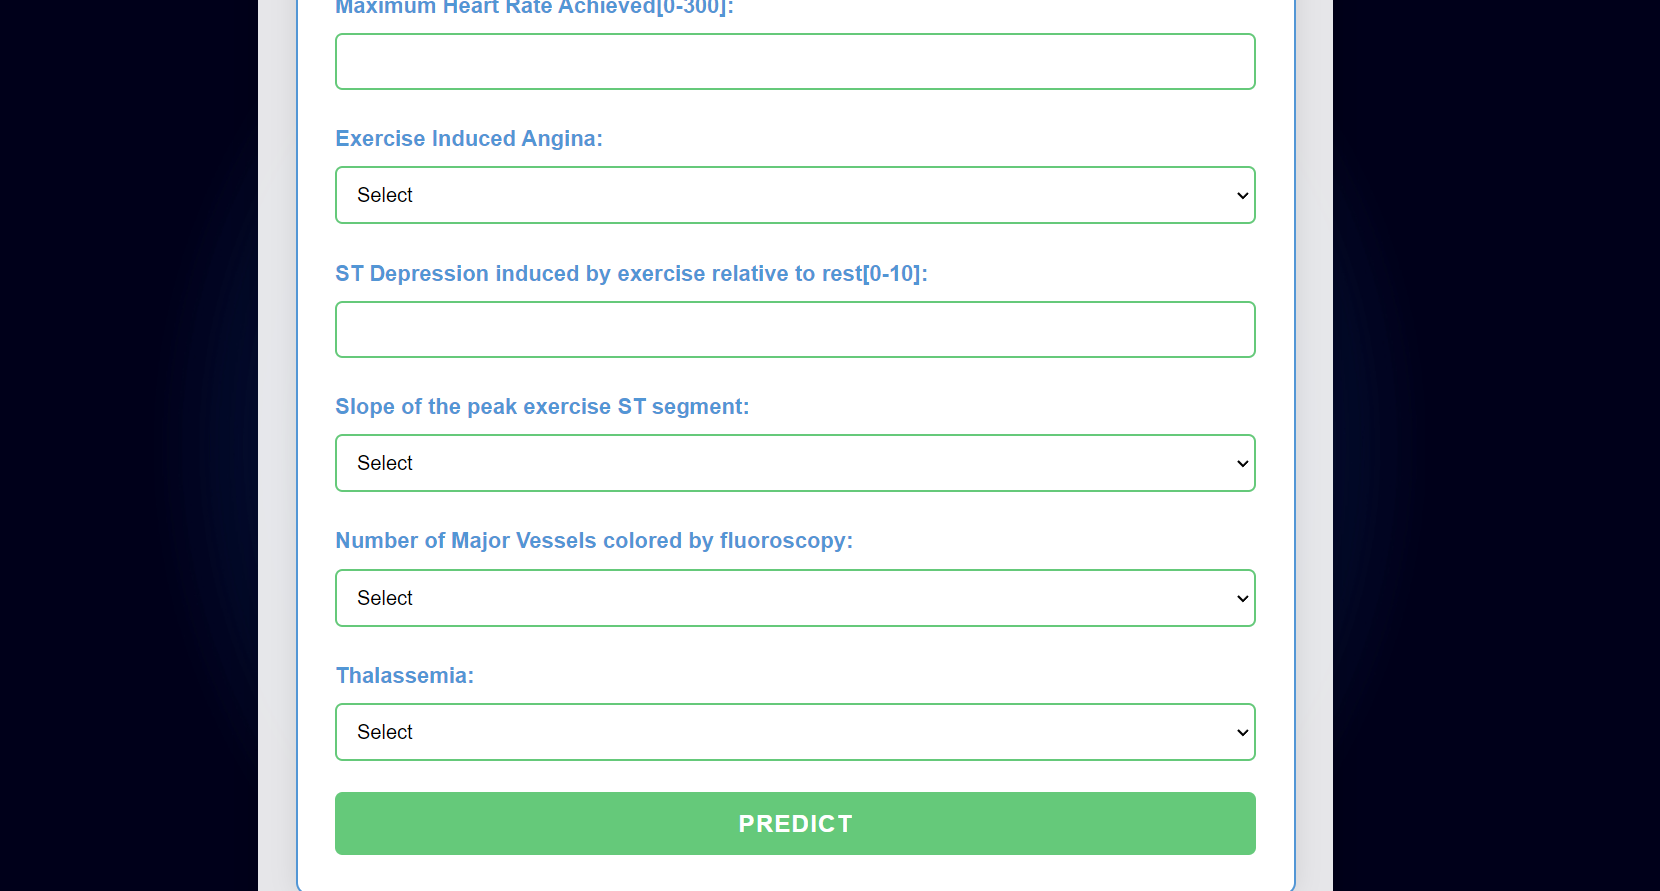 Maximum Heart Rate Achieved[0-300]:
Exercise Induced Angina:
Select
ST Depression induced by exercise relative to rest[0-10]:
Slope of the peak exercise ST segment:
Select
Number of Major Vessels colored by fluoroscopy:
Select
Thalassemia:
Select
PREDICT